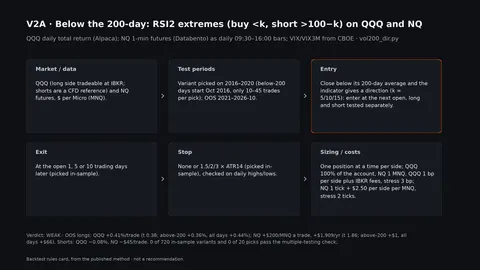 V2A · Below the 200-day: RSI2 extremes (buy <k, short >100−k) on QQQ and NQ
QQQ daily total return (Alpaca); NQ 1-min futures (Databento) as daily 09:30–16:00 bars; VIX/VIX3M from CBOE · vol200_dir.py
Market / data
QQQ (long side tradeable at IBKR;
shorts are a CFD reference) and NQ
futures. $ per Micro (MNQ).
Test periods
Variant picked on 2016–2020 (below-200
days start Oct 2016, only 10–45 trades
per pick); OOS 2021–2026-10.
Entry
Close below its 200-day average and the
indicator gives a direction (k =
5/10/15): enter at the next open, long
and short tested separately.
Exit
At the open 1, 5 or 10 trading days
later (picked in-sample).
Stop
None or 1.5/2/3 × ATR14 (picked in-
sample), checked on daily highs/lows.
Sizing / costs
One position at a time per side; QQQ
100% of the account, NQ 1 MNQ. QQQ 1 bp
per side plus IBKR fees, stress 3 bp;
NQ 1 tick + $2.50 per side per MNQ,
stress 2 ticks.
Verdict: WEAK - OOS longs: QQQ +0.41%/trade (t 0.38; above-200 +0.36%, all days +0.44%); NQ +$200/MNQ a trade, +$1,909/yr (t 1.86; above-200 +$1, all
days +$66). Shorts: QQQ −0.08%, NQ −$45/trade. 0 of 720 in-sample variants and 0 of 20 picks pass the multiple-testing check.
Backtest rules card, from the published method - not a recommendation.